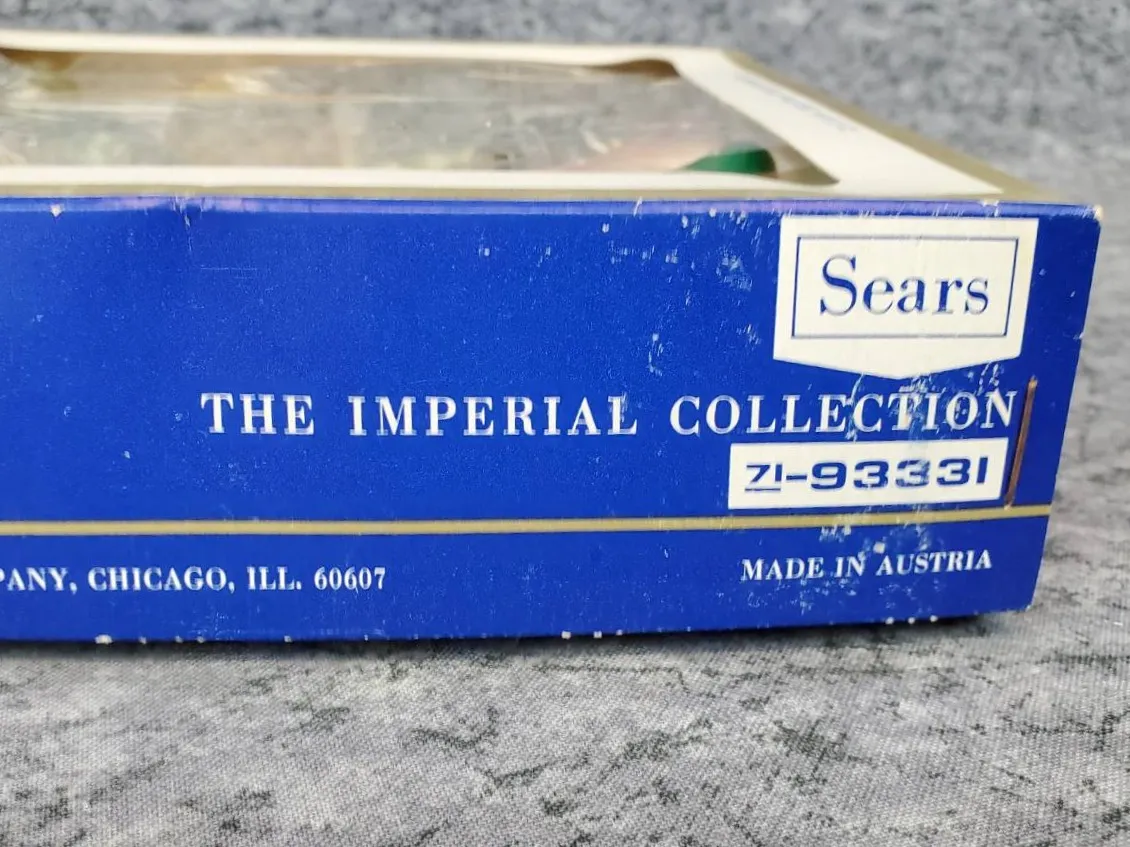 Sears
THE IMPERIAL COLLECTION
71-93331
PANY, CHICAGO, ILL. 60607
MADE IN AUSTRIA